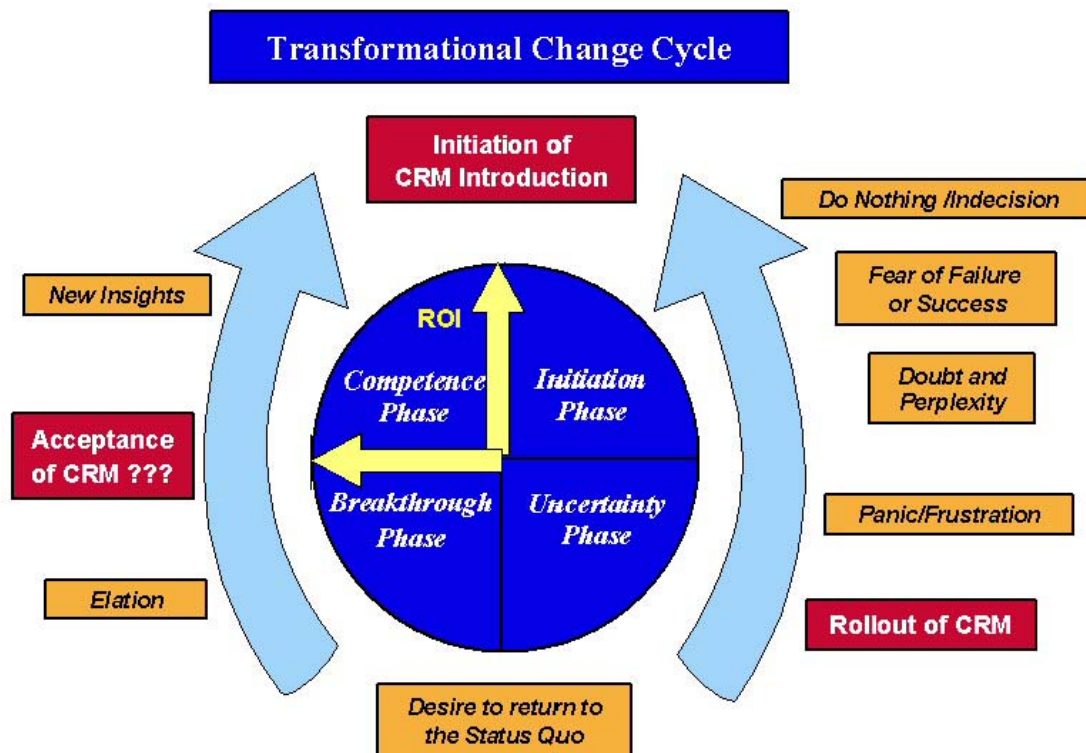 Transformational Change Cycle
Initiation of
CRM Introduction
Do Nothing /Indecision
Fear of Failure
or Success
New Insights
ROI
Competence
Phase
Initiation
Phase
Doubt and
Perplexity
Acceptance
of CRM ???
Breakthrough
Phase
Uncertainty
Phase
Panic/Frustration
Elation
Rollout of CRM
Desire to return to
the Status Quo